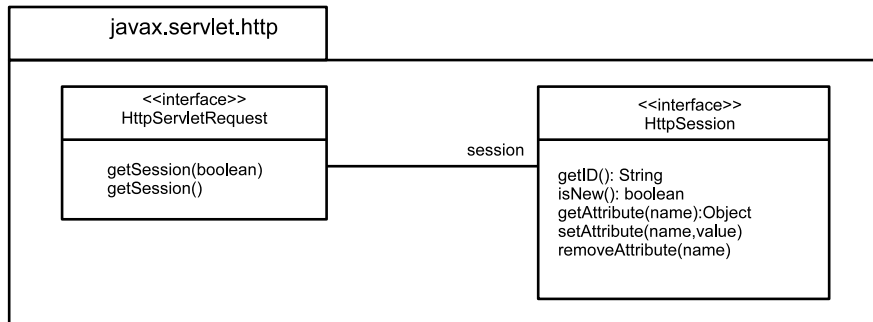 javax.servlet.http
<<interface>>
HttpServletRequest
getSession(boolean)
getSession()
session
<<interface>>
HttpSession
getID(): String
isNew(): boolean
getAttribute(name):Object
setAttribute(name,value)
removeAttribute(name)